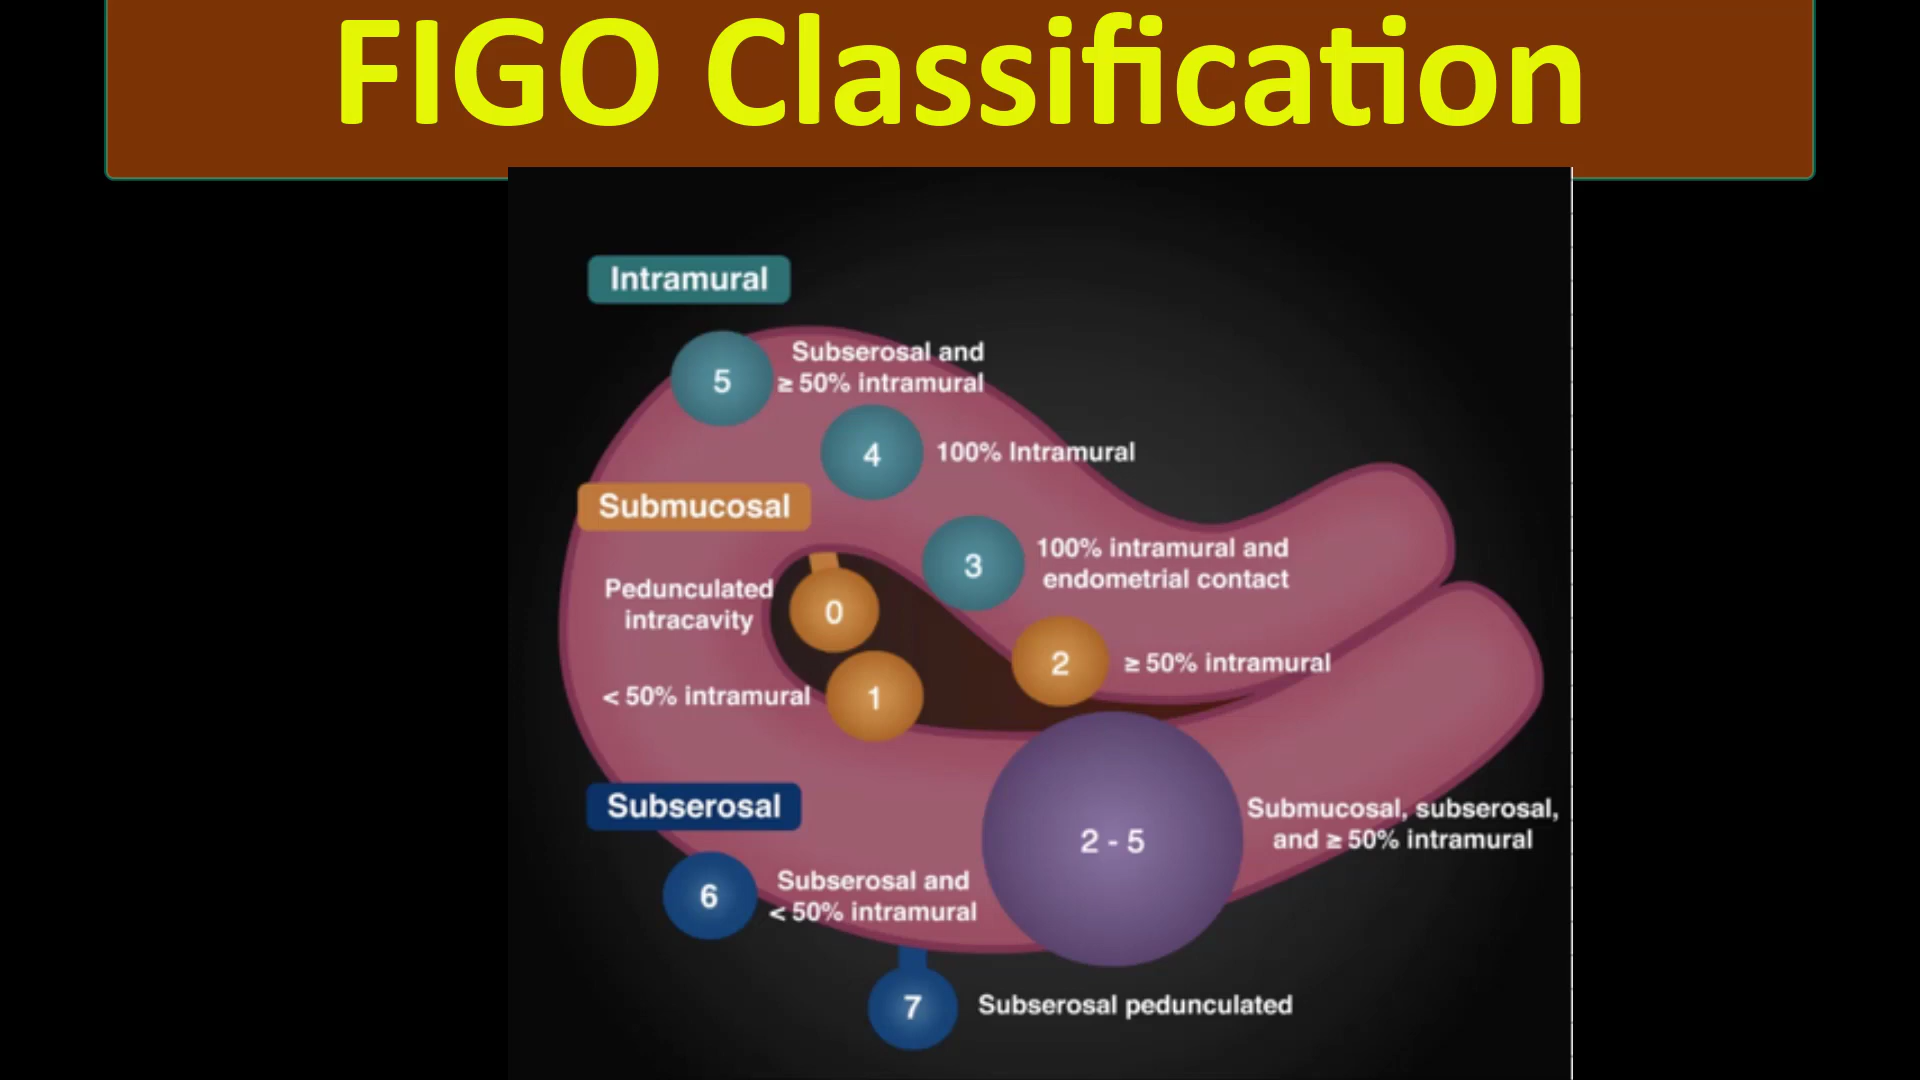 FIGO Classification
Intramural
5
Subserosal and
≥ 50% intramural
4
100% Intramural
Submucosal
3
100% intramural and
endometrial contact
Pedunculated
intracavity
0
2
≥ 50% intramural
< 50% intramural
1
Subserosal
2 - 5
Submucosal, subserosal,
and ≥ 50% intramural
6
Subserosal and
< 50% intramural
7
Subserosal pedunculated